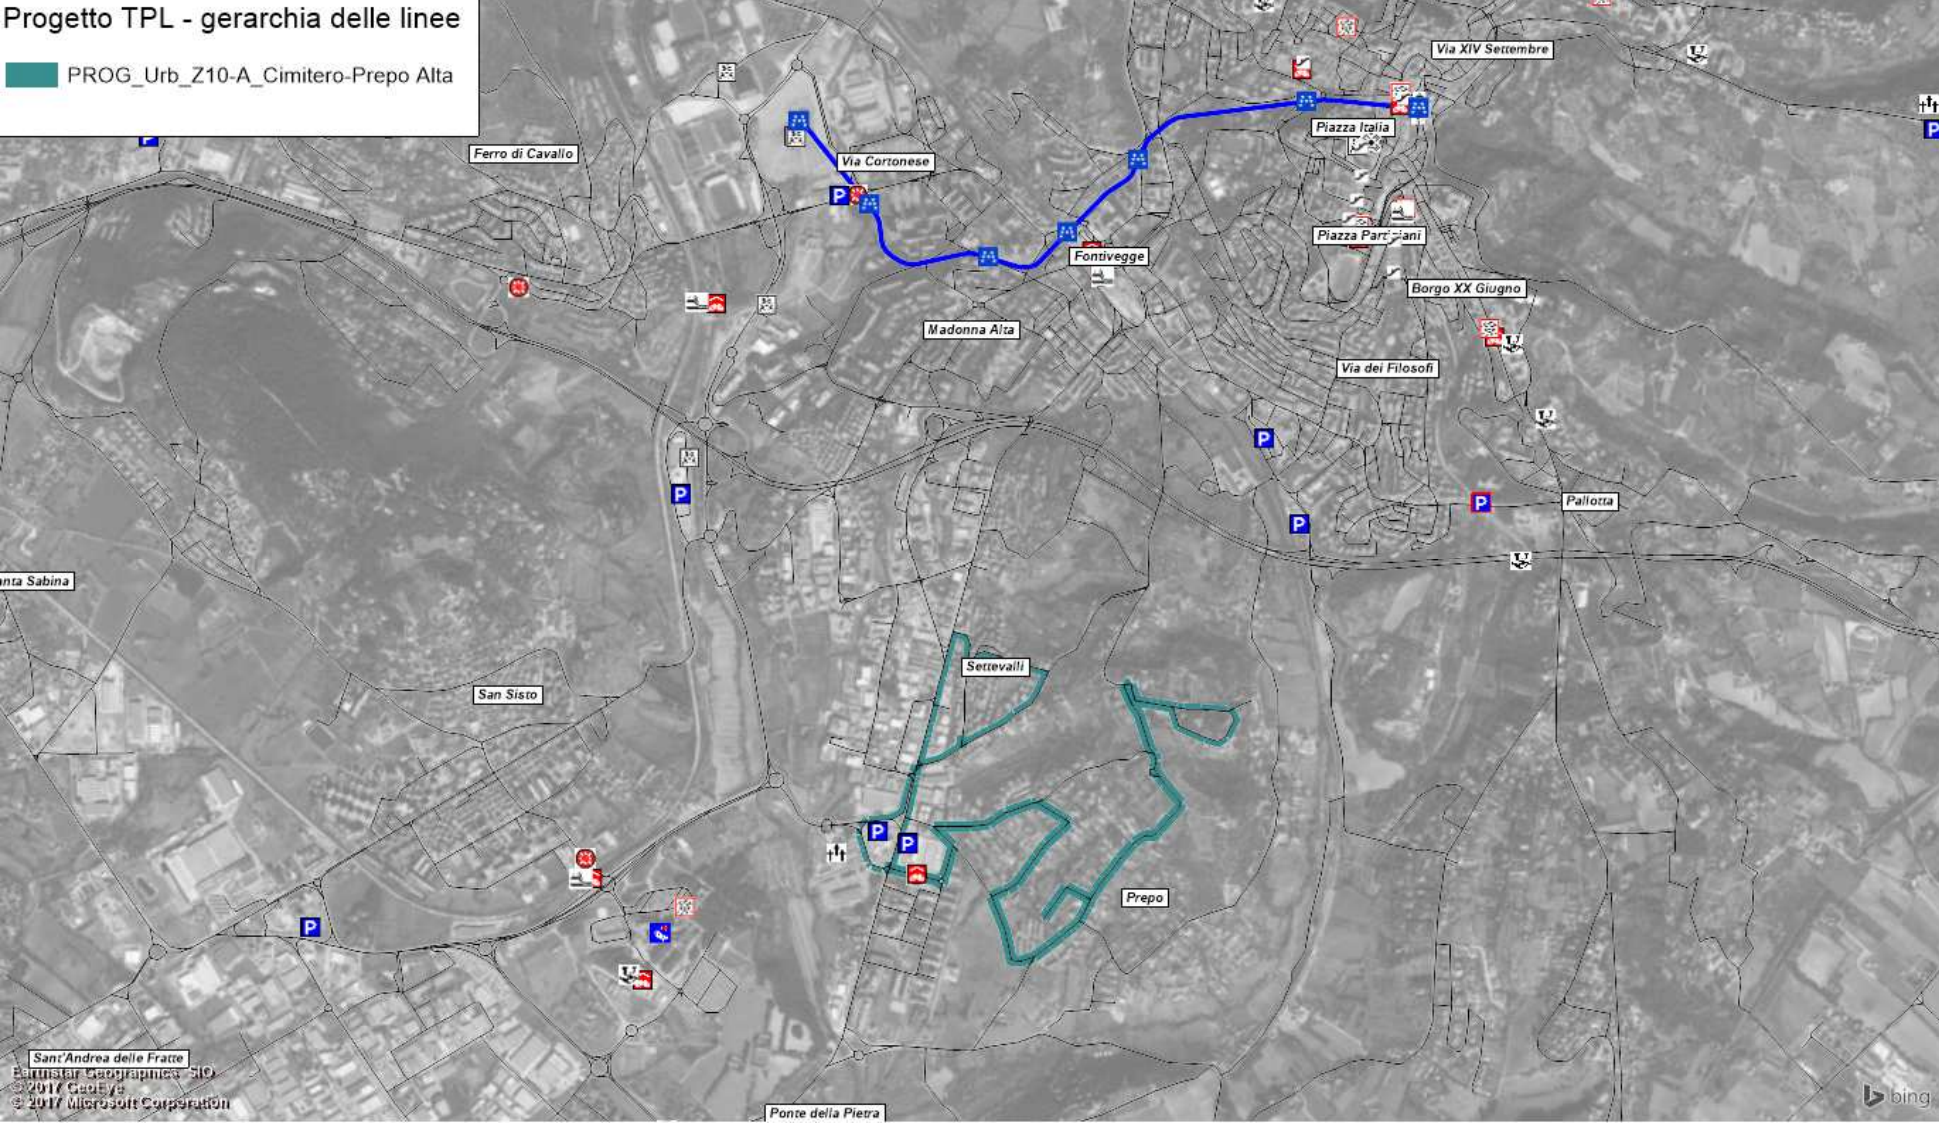 Progetto TPL - gerarchia delle linee
PROG_Urb_Z10-A_Cimitero-Prepo Alta
Via XIV Settembre
P
P
Piazza Italia
Ferro di Cavallo
Via Cortonese
P
Piazza Partigiani
Fontivegge
Borgo XX Giugno
Madonna Alta
Via dei Filosofi
P
P
P
Pallotta
P
anta Sabina
Settevalli
San Sisto
P
P
Prepo
P
Sant'Andrea delle Fratte
Earthstar Geographics SIO
© 2017 GeoEye
© 2017 Microsoft Corporation
bing
Ponte della Pietra